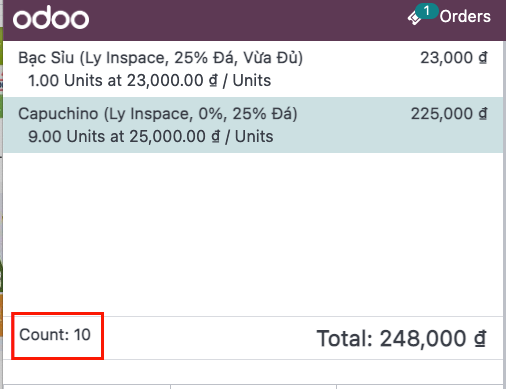 odoo
1 Orders
Bạc Sỉu (Ly Inspace, 25% Đá, Vừa Đủ) 23,000 ₫
1.00 Units at 23,000.00 ₫ / Units
Capuchino (Ly Inspace, 0%, 25% Đá) 225,000 ₫
9.00 Units at 25,000.00 ₫ / Units
Count: 10
Total: 248,000 ₫